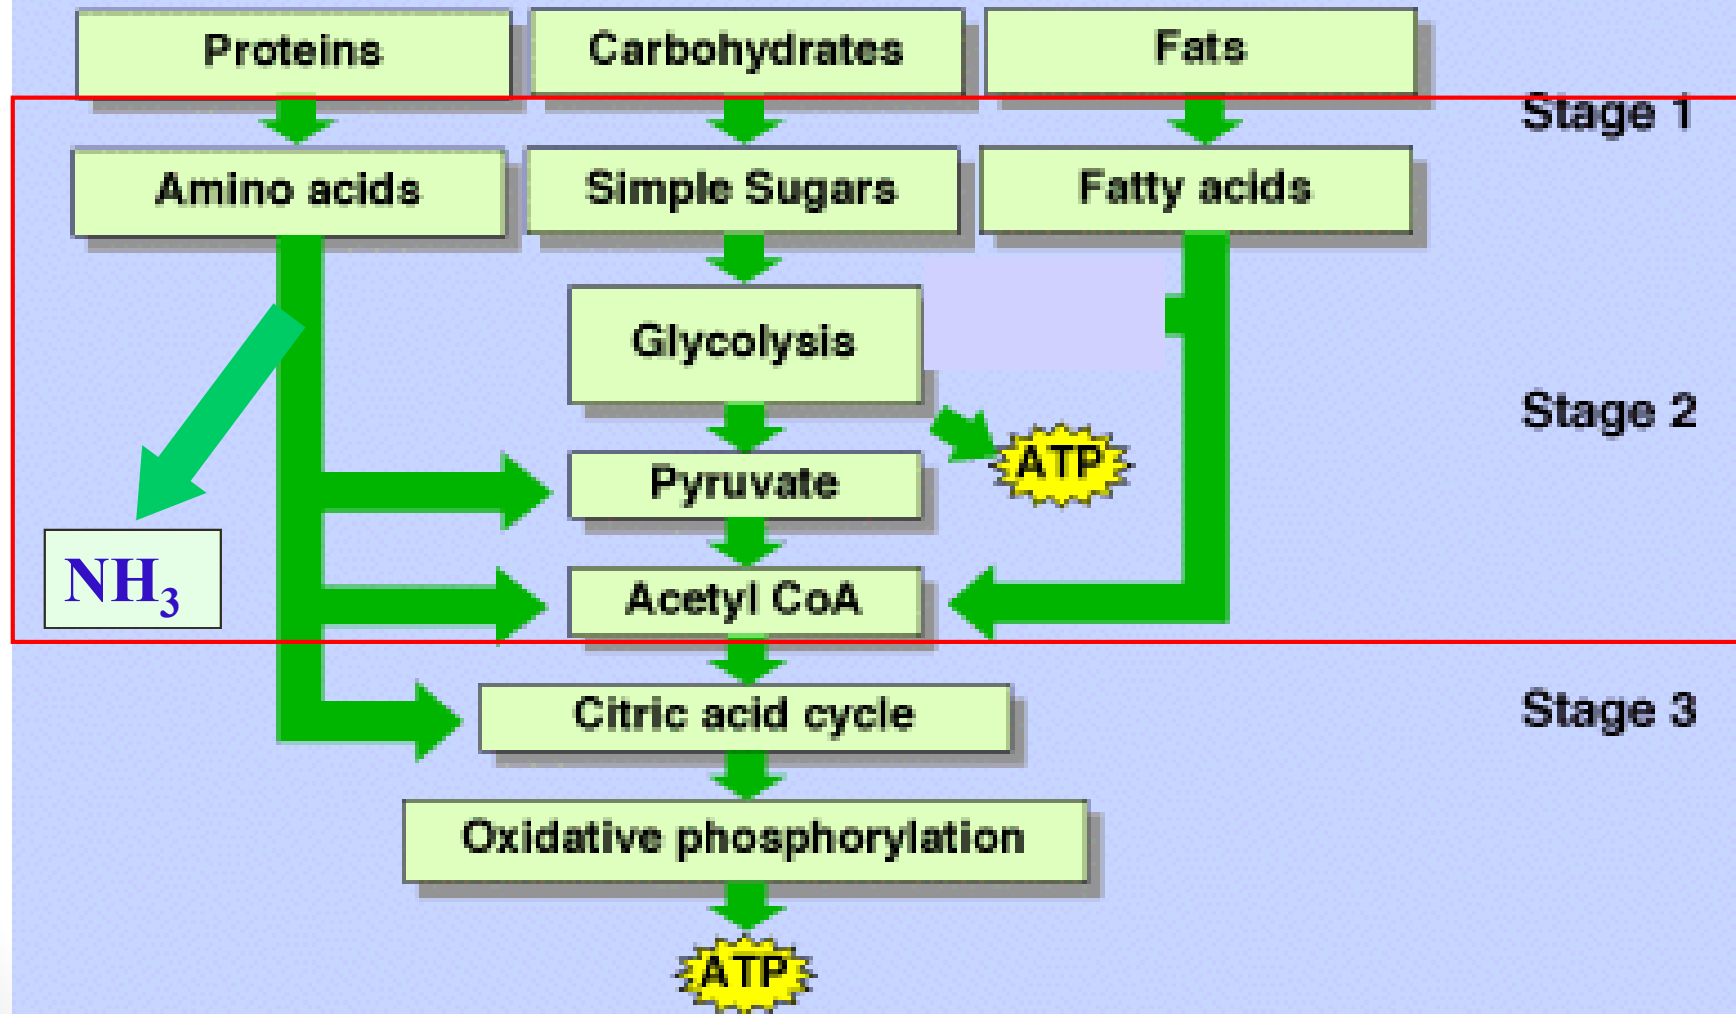 Proteins
Carbohydrates
Fats
Stage 1
Amino acids
Simple Sugars
Fatty acids
Glycolysis
Stage 2
ATP
Pyruvate
NH₃
Acetyl CoA
Citric acid cycle
Stage 3
Oxidative phosphorylation
ATP